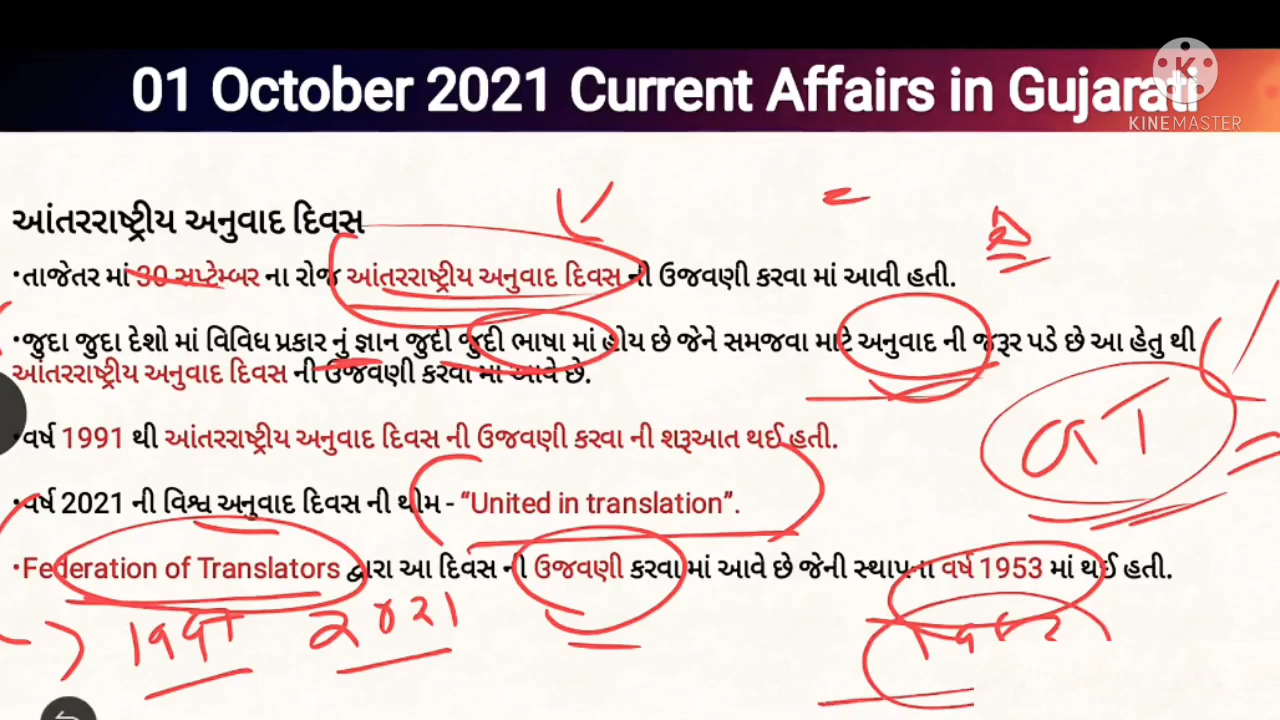 01 October 2021 Current Affairs in Gujarati
KINEMASTER
આંતરરાષ્ટ્રીય અનુવાદ દિવસ
•તાજેતર માં 30 સપ્ટેમ્બર ના રોજ આંતરરાષ્ટ્રીય અનુવાદ દિવસ ની ઉજવણી કરવા માં આવી હતી.
•જુદા જુદા દેશો માં વિવિધ પ્રકાર નું જ્ઞાન જુદી જુદી ભાષા માં હોય છે જેને સમજવા માટે અનુવાદ ની જરૂર પડે છે આ હેતુ થી
આંતરરાષ્ટ્રીય અનુવાદ દિવસ ની ઉજવણી કરવા માં આવે છે.
•વર્ષ 1991 થી આંતરરાષ્ટ્રીય અનુવાદ દિવસ ની ઉજવણી કરવા ની શરૂઆત થઈ હતી.
•વર્ષ 2021 ની વિશ્વ અનુવાદ દિવસ ની થીમ - “United in translation”.
•Federation of Translators દ્વારા આ દિવસ ની ઉજવણી કરવા માં આવે છે જેની સ્થાપના વર્ષ 1953 માં થઈ હતી.
૨૦૨૧